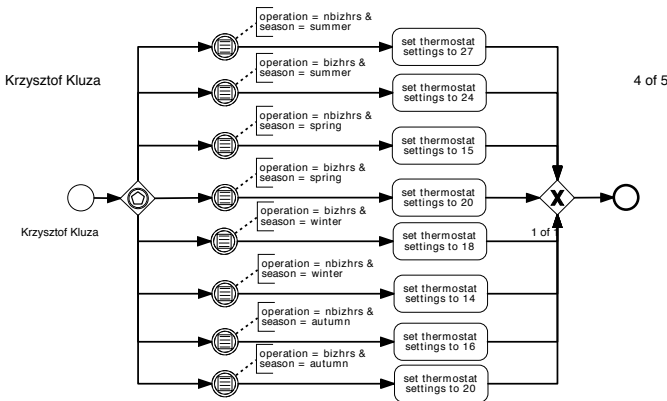 operation = nbizhrs &
season = summer
set thermostat
settings to 27
Krzysztof Kluza
4 of 5
operation = bizhrs &
season = summer
set thermostat
settings to 24
operation = nbizhrs &
season = spring
set thermostat
settings to 15
operation = bizhrs &
season = spring
set thermostat
settings to 20
Krzysztof Kluza
operation = bizhrs &
season = winter
set thermostat
settings to 18
1 of 1
X
operation = nbizhrs &
season = winter
set thermostat
settings to 14
operation = nbizhrs &
season = autumn
set thermostat
settings to 16
operation = bizhrs &
season = autumn
set thermostat
settings to 20